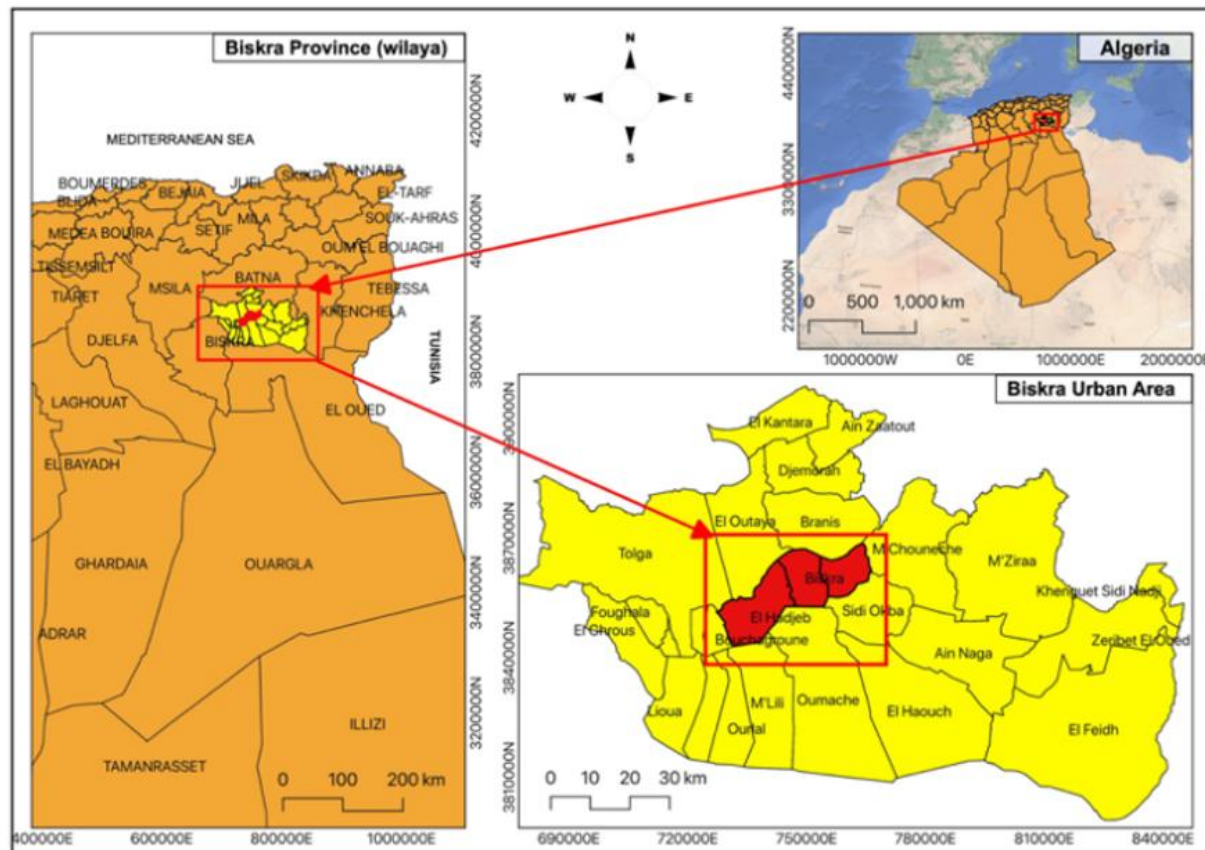 Biskra Province (wilaya)
MEDITERRANEAN SEA
BOUMERDES
JIJEL
SKIKDA
ANNABA
BLIDA
BEJAIA
EL-TARF
MEDEA
BOUIRA
SETIF
MILA
SOUK-AHRAS
OUM EL BOUAGHI
TISSEMSILT
BATNA
TIARET
MSILA
TEBESSA
KHENCHELA
DJELFA
BISKRA
TUNISIA
LAGHOUAT
EL OUED
EL BAYADH
GHARDAIA
OUARGLA
ADRAR
ILLIZI
TAMANRASSET
0 100 200 km
400000E 600000E 800000E 1000000E
4200000N
4000000N
3800000N
3600000N
3400000N
3200000N
N
W E
S
Algeria
0 500 1,000 km
4400000N
3300000N
2200000N
10000000W 0E 10000000E 20000000E
Biskra Urban Area
El Kantara
Ain Zaatout
Djemorah
El Outaya
Branis
Tolga
M'Chouneche
M'Ziraa
Biskra
Khenguet Sidi Nadji
Foughala
El Hadjeb
Sidi Okba
El Ghrous
Bouchagroune
Zeribet El Oued
Ain Naga
Lioua
M'Lili
Oumache
El Haouch
Ourlal
El Feidh
0 10 20 30 km
3900000N
3870000N
3840000N
3810000N
690000E 720000E 750000E 780000E 810000E 840000E